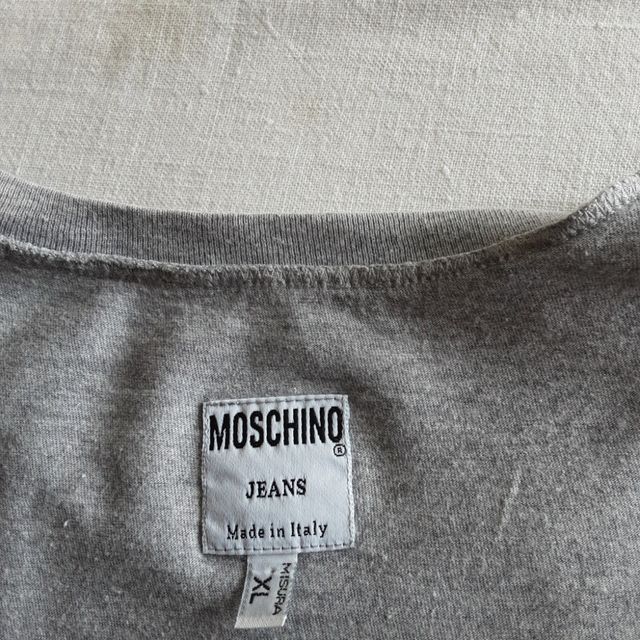 MOSCHINO
®
JEANS
Made in Italy
MISURA
XL